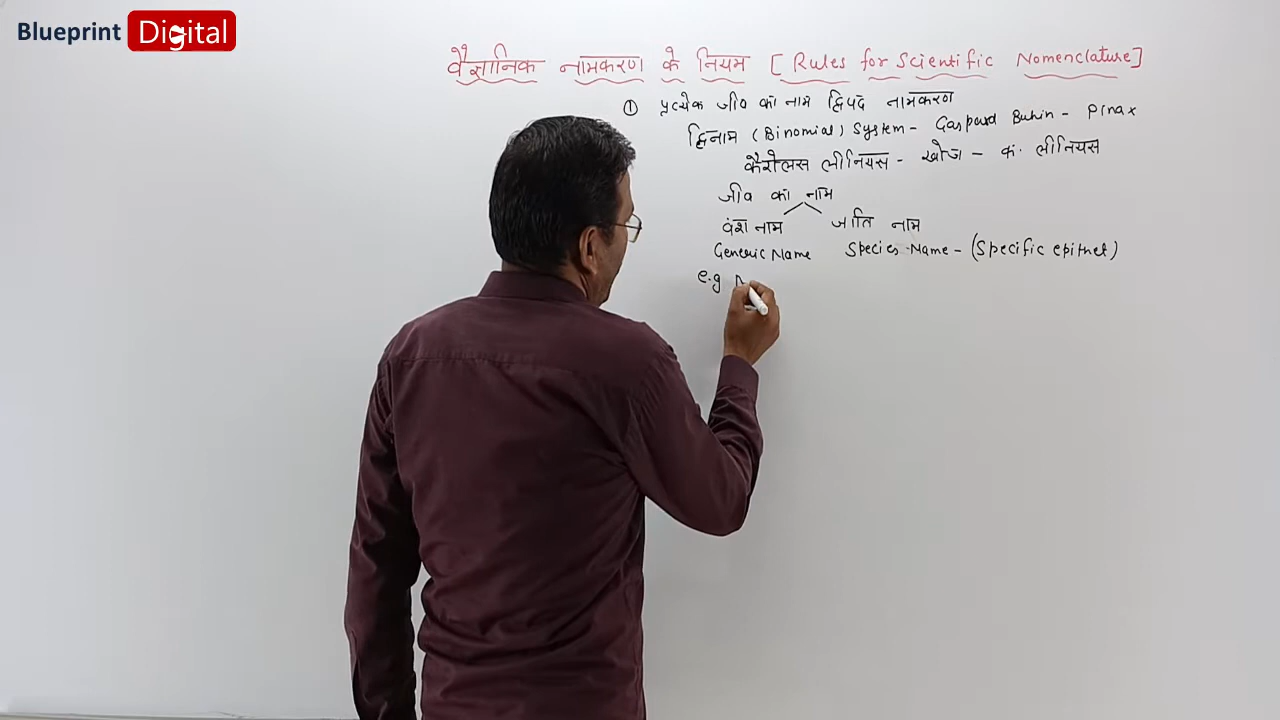 Blueprint Digital
वैज्ञानिक नामकरण के नियम [Rules for Scientific Nomenclature]
① प्रत्येक जीव का नाम द्विपद नामकरण
द्विनाम (Binomial) System - Gaspard Buhin - Pinax
कैरोलस लीनियस - खोज - क. लीनियस
जीव का नाम
वंश नाम जाति नाम
Generic Name Species Name - (Specific epithet)
e.g